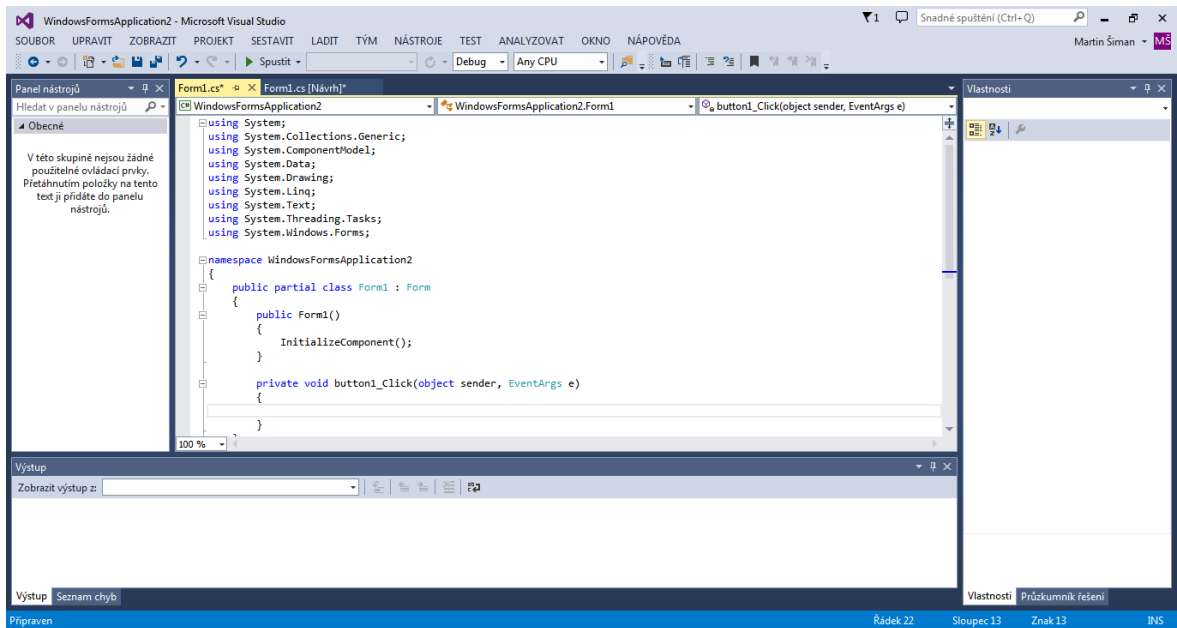 WindowsFormsApplication2 - Microsoft Visual Studio
1
Snadné spuštění (Ctrl+Q)
SOUBOR UPRAVIT ZOBRAZIT PROJEKT SESTAVIT LADIT TÝM NÁSTROJE TEST ANALYZOVAT OKNO NÁPOVĚDA
Martin Šiman
MŠ
Spustit
Debug
Any CPU
Panel nástrojů
Hledat v panelu nástrojů
Obecné
V této skupině nejsou žádné
použitelné ovládací prvky.
Přetáhnutím položky na tento
text ji přidáte do panelu
nástrojů.
Form1.cs*
Form1.cs [Návrh]*
C# WindowsFormsApplication2
WindowsFormsApplication2.Form1
button1_Click(object sender, EventArgs e)
using System;
using System.Collections.Generic;
using System.ComponentModel;
using System.Data;
using System.Drawing;
using System.Linq;
using System.Text;
using System.Threading.Tasks;
using System.Windows.Forms;
namespace WindowsFormsApplication2
{
public partial class Form1 : Form
{
public Form1()
{
InitializeComponent();
}
private void button1_Click(object sender, EventArgs e)
{
}
100 %
Vlastnosti
Výstup
Zobrazit výstup z:
Výstup
Seznam chyb
Vlastnosti
Průzkumník řešení
Připraven
Řádek 22
Sloupec 13
Znak 13
INS